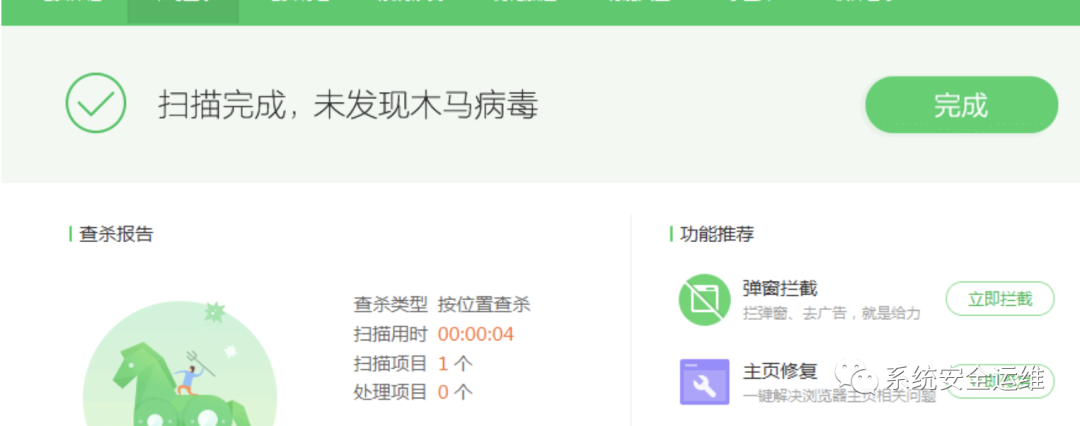 扫描完成，未发现木马病毒
完成
查杀报告
查杀类型 按位置查杀
扫描用时 00:00:04
扫描项目 1 个
处理项目 0 个
功能推荐
弹窗拦截
拦弹窗、去广告，就是给力
立即拦截
主页修复
一键解决浏览器主页相关问题
系统安全运维